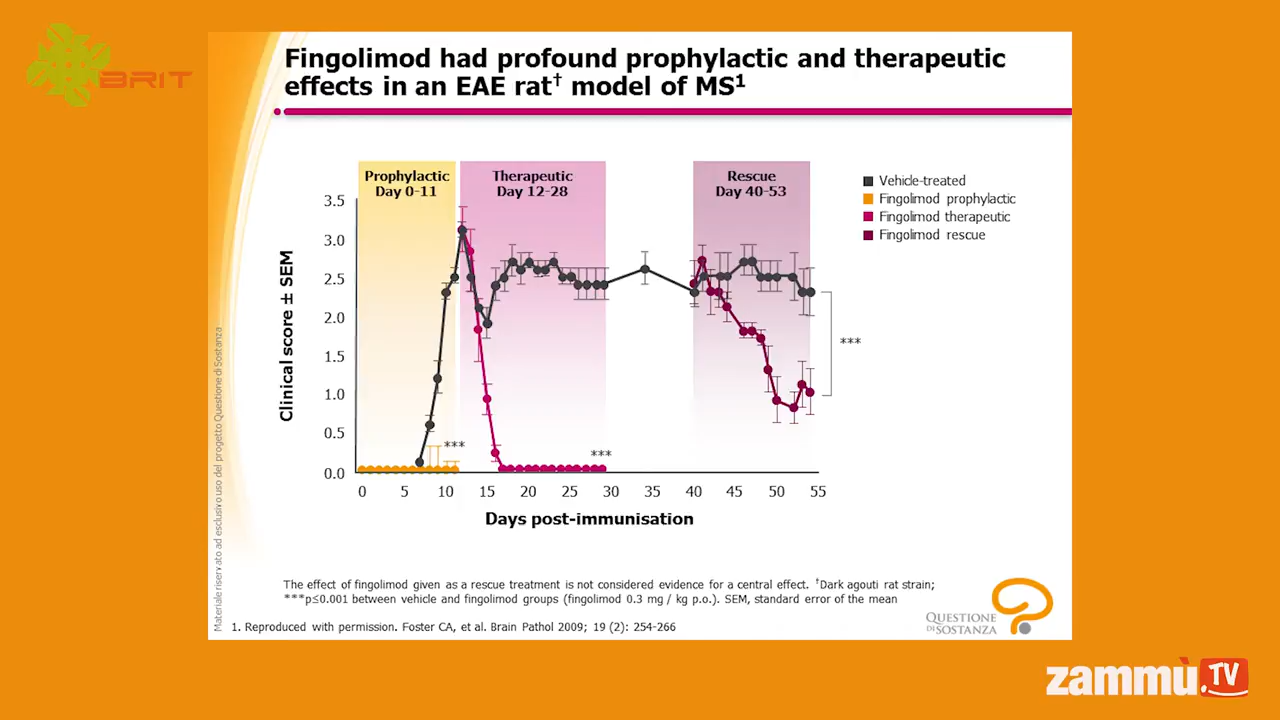 BRIT
Fingolimod had profound prophylactic and therapeutic
effects in an EAE rat† model of MS¹
Prophylactic
Day 0-11
Therapeutic
Day 12-28
Rescue
Day 40-53
Vehicle-treated
Fingolimod prophylactic
Fingolimod therapeutic
Fingolimod rescue
Clinical score ± SEM
3.5
3.0
2.5
2.0
1.5
1.0
0.5
0.0
***
***
***
0 5 10 15 20 25 30 35 40 45 50 55
Days post-immunisation
Materiale riservato ad esclusivo uso del progetto Questione di Sostanza
The effect of fingolimod given as a rescue treatment is not considered evidence for a central effect. †Dark agouti rat strain;
***p≤0.001 between vehicle and fingolimod groups (fingolimod 0.3 mg / kg p.o.). SEM, standard error of the mean
1. Reproduced with permission. Foster CA, et al. Brain Pathol 2009; 19 (2): 254-266
QUESTIONE
DI SOSTANZA
zammù.TV